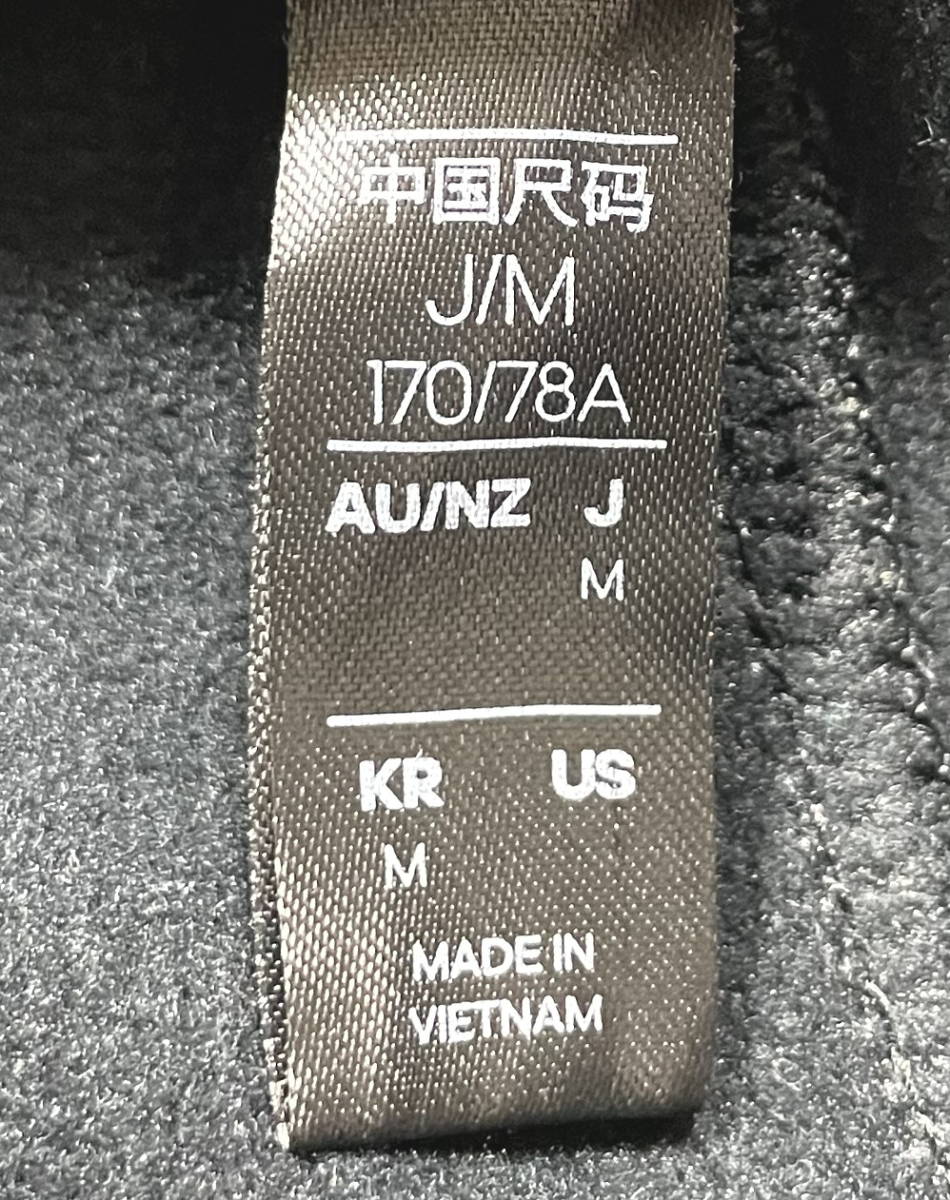 中国尺码
J/M
170/78A
AU/NZ J
M
KR US
M
MADE IN
VIETNAM